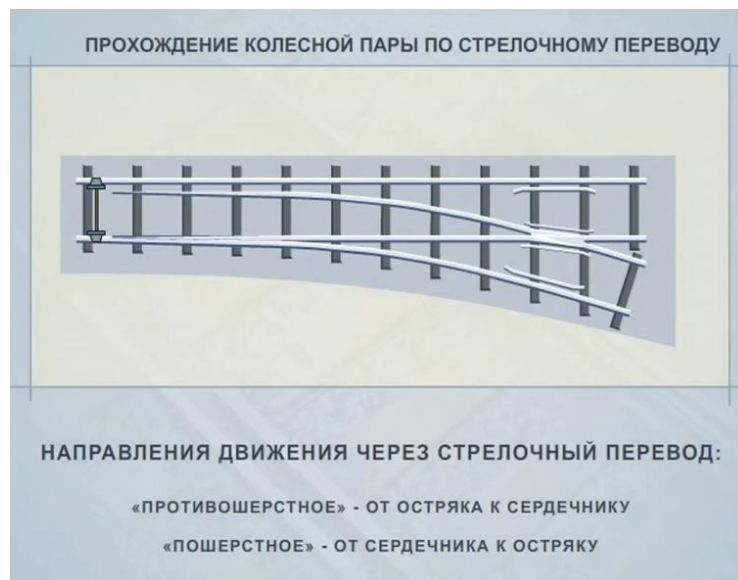 ПРОХОЖДЕНИЕ КОЛЕСНОЙ ПАРЫ ПО СТРЕЛОЧНОМУ ПЕРЕВОДУ
НАПРАВЛЕНИЯ ДВИЖЕНИЯ ЧЕРЕЗ СТРЕЛОЧНЫЙ ПЕРЕВОД:
«ПРОТИВОШЕРСТНОЕ» - ОТ ОСТРЯКА К СЕРДЕЧНИКУ
«ПОШЕРСТНОЕ» - ОТ СЕРДЕЧНИКА К ОСТРЯКУ